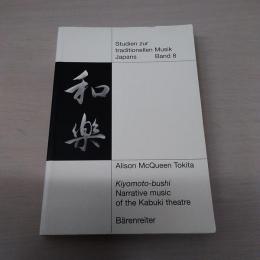 Studien zur
traditionellen Musik
Japans Band 8
和
樂
Alison McQueen Tokita
Kiyomoto-bushi
Narrative music
of the Kabuki theatre
Bärenreiter